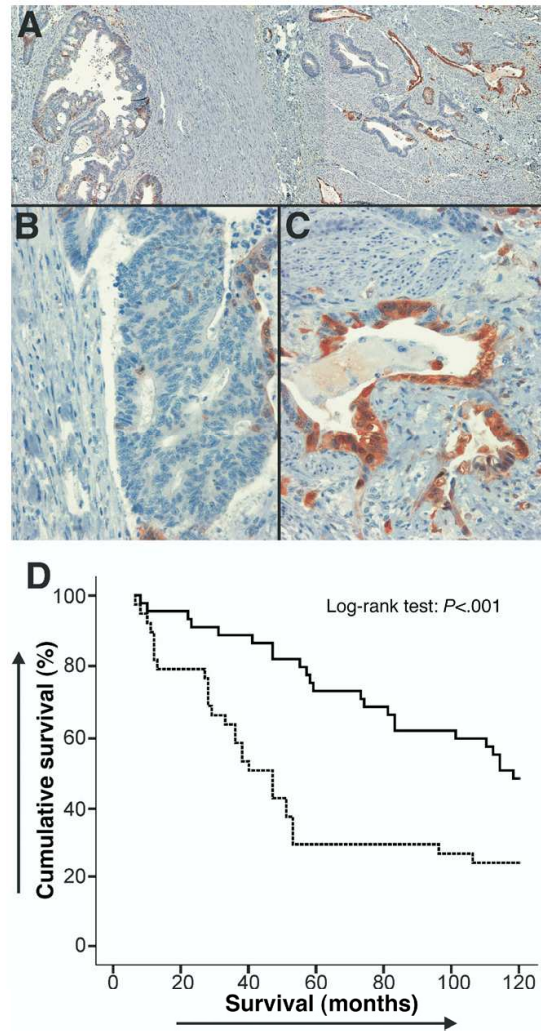 A
B
C
D
Log-rank test: P<.001
Cumulative survival (%)
100
80
60
40
20
0
0 20 40 60 80 100 120
Survival (months)